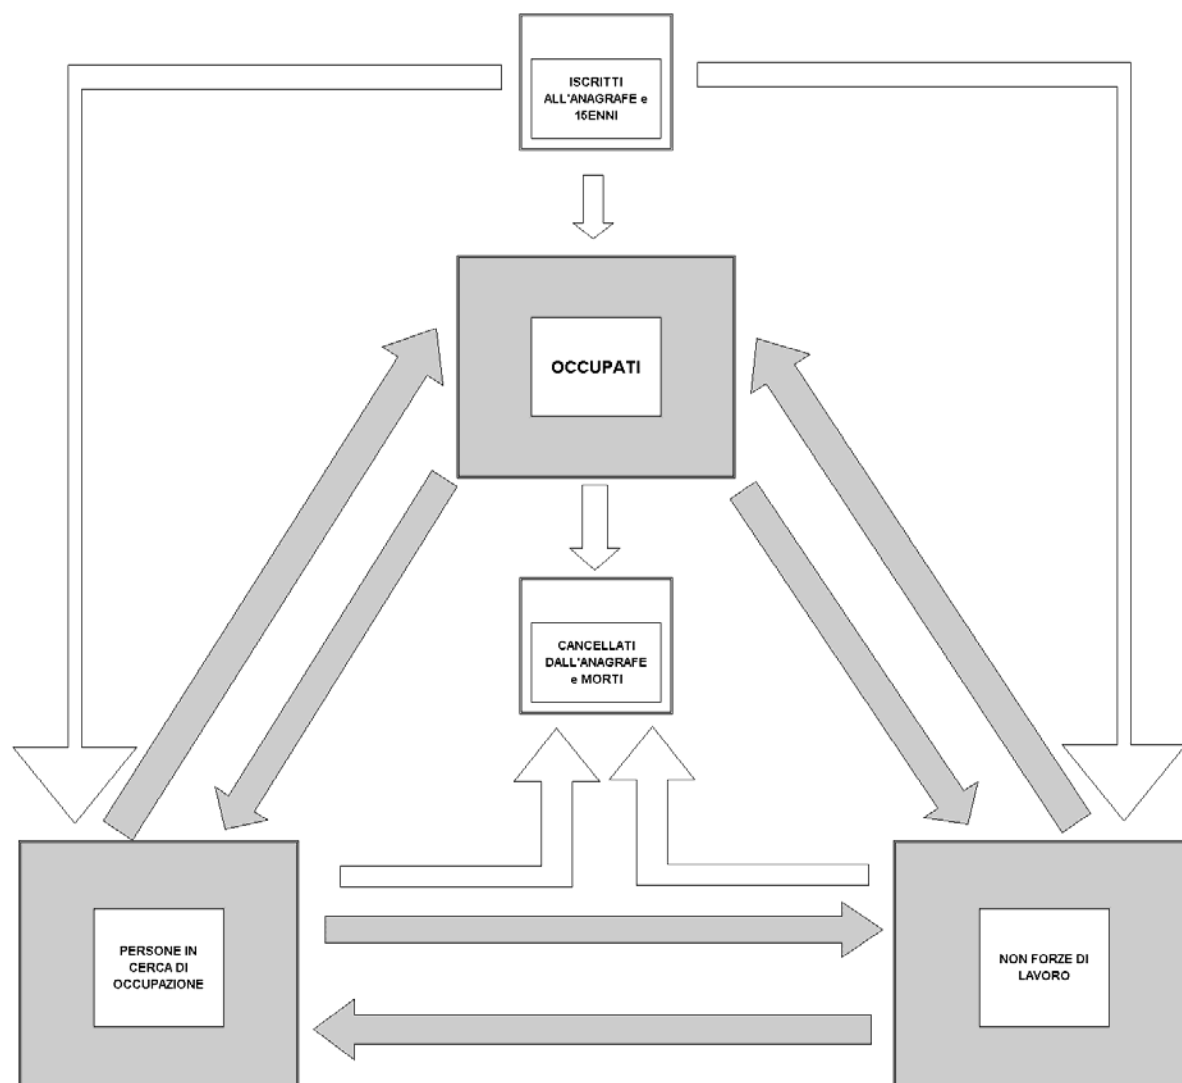 ISCRITTI
ALL'ANAGRAFE e
15ENNI
OCCUPATI
CANCELLATI
DALL'ANAGRAFE
e MORTI
PERSONE IN
CERCA DI
OCCUPAZIONE
NON FORZE DI
LAVORO